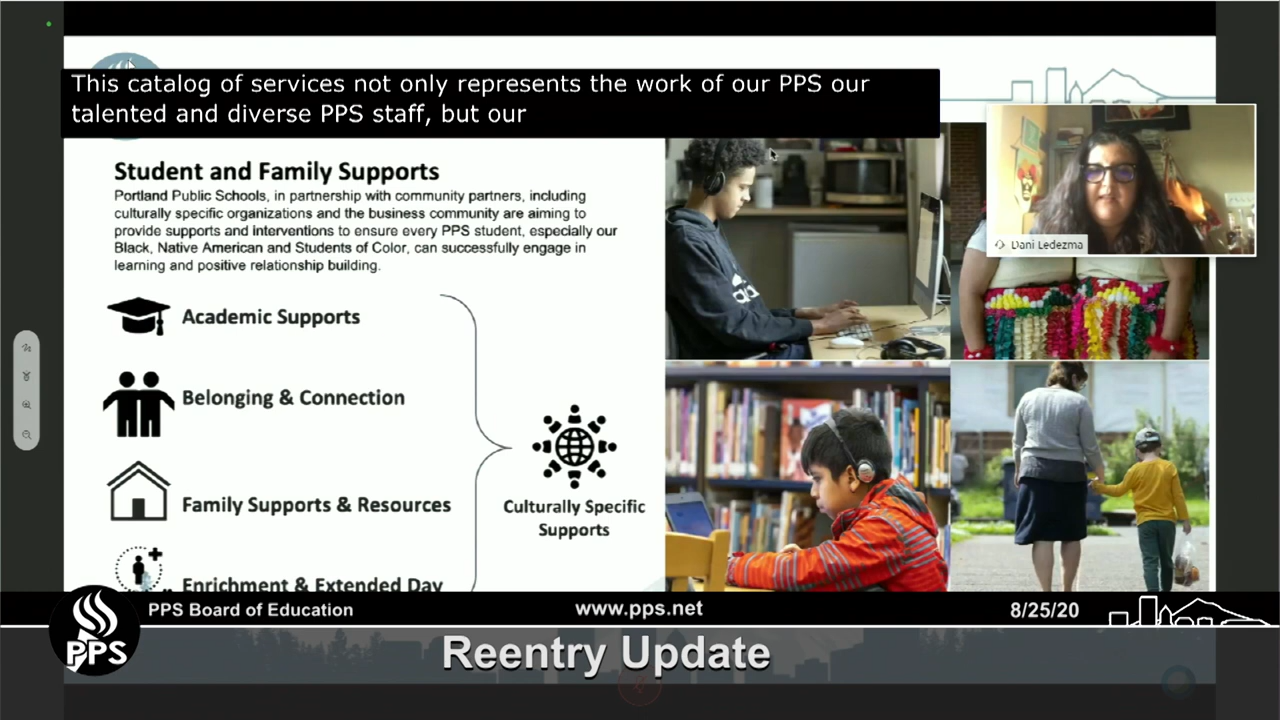 This catalog of services not only represents the work of our PPS our
talented and diverse PPS staff, but our
Dani Ledezma
Student and Family Supports
Portland Public Schools, in partnership with community partners, including
culturally specific organizations and the business community are aiming to
provide supports and interventions to ensure every PPS student, especially our
Black, Native American and Students of Color, can successfully engage in
learning and positive relationship building.
Academic Supports
Belonging & Connection
Family Supports & Resources
Enrichment & Extended Day
Culturally Specific
Supports
PPS Board of Education
www.pps.net
8/25/20
PPS
Reentry Update